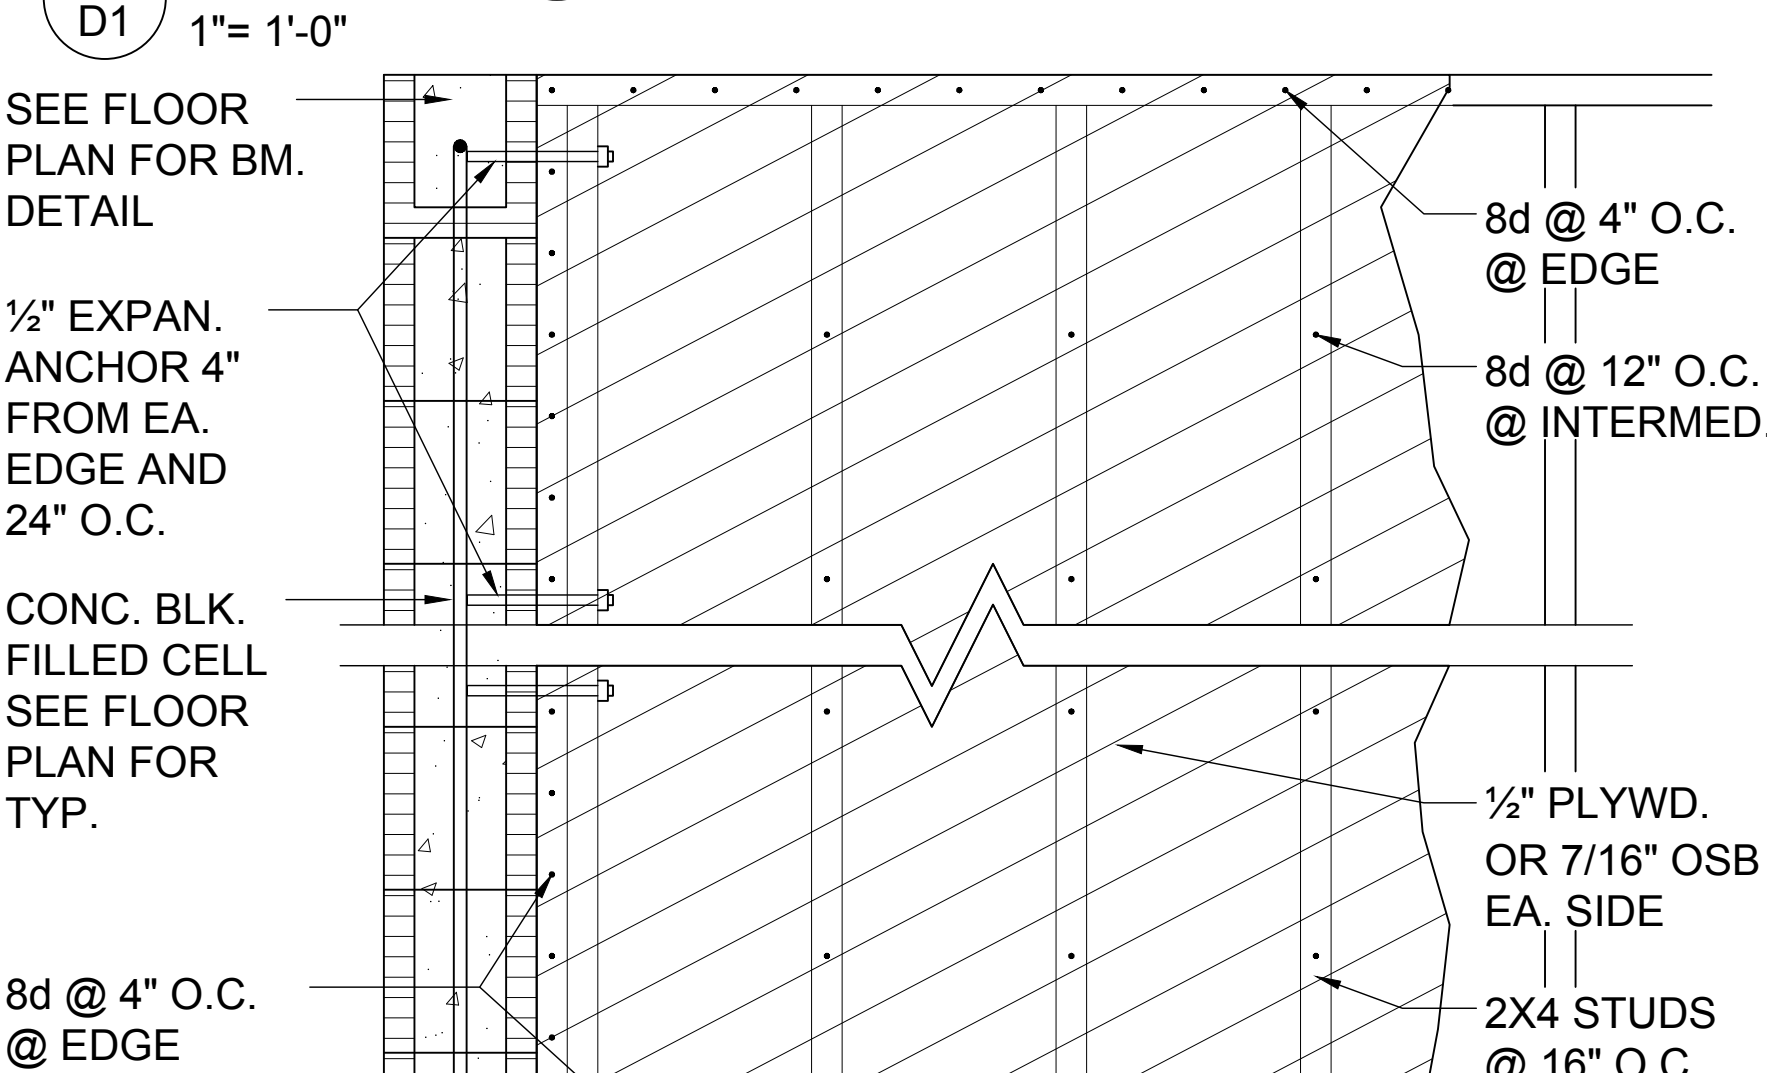 D1
1"= 1'-0"
SEE FLOOR
PLAN FOR BM.
DETAIL
½" EXPAN.
ANCHOR 4"
FROM EA.
EDGE AND
24" O.C.
CONC. BLK.
FILLED CELL
SEE FLOOR
PLAN FOR
TYP.
8d @ 4" O.C.
@ EDGE
8d @ 4" O.C.
@ EDGE
8d @ 12" O.C.
@ INTERMED.
½" PLYWD.
OR 7/16" OSB
EA. SIDE
2X4 STUDS
@ 16" O.C.